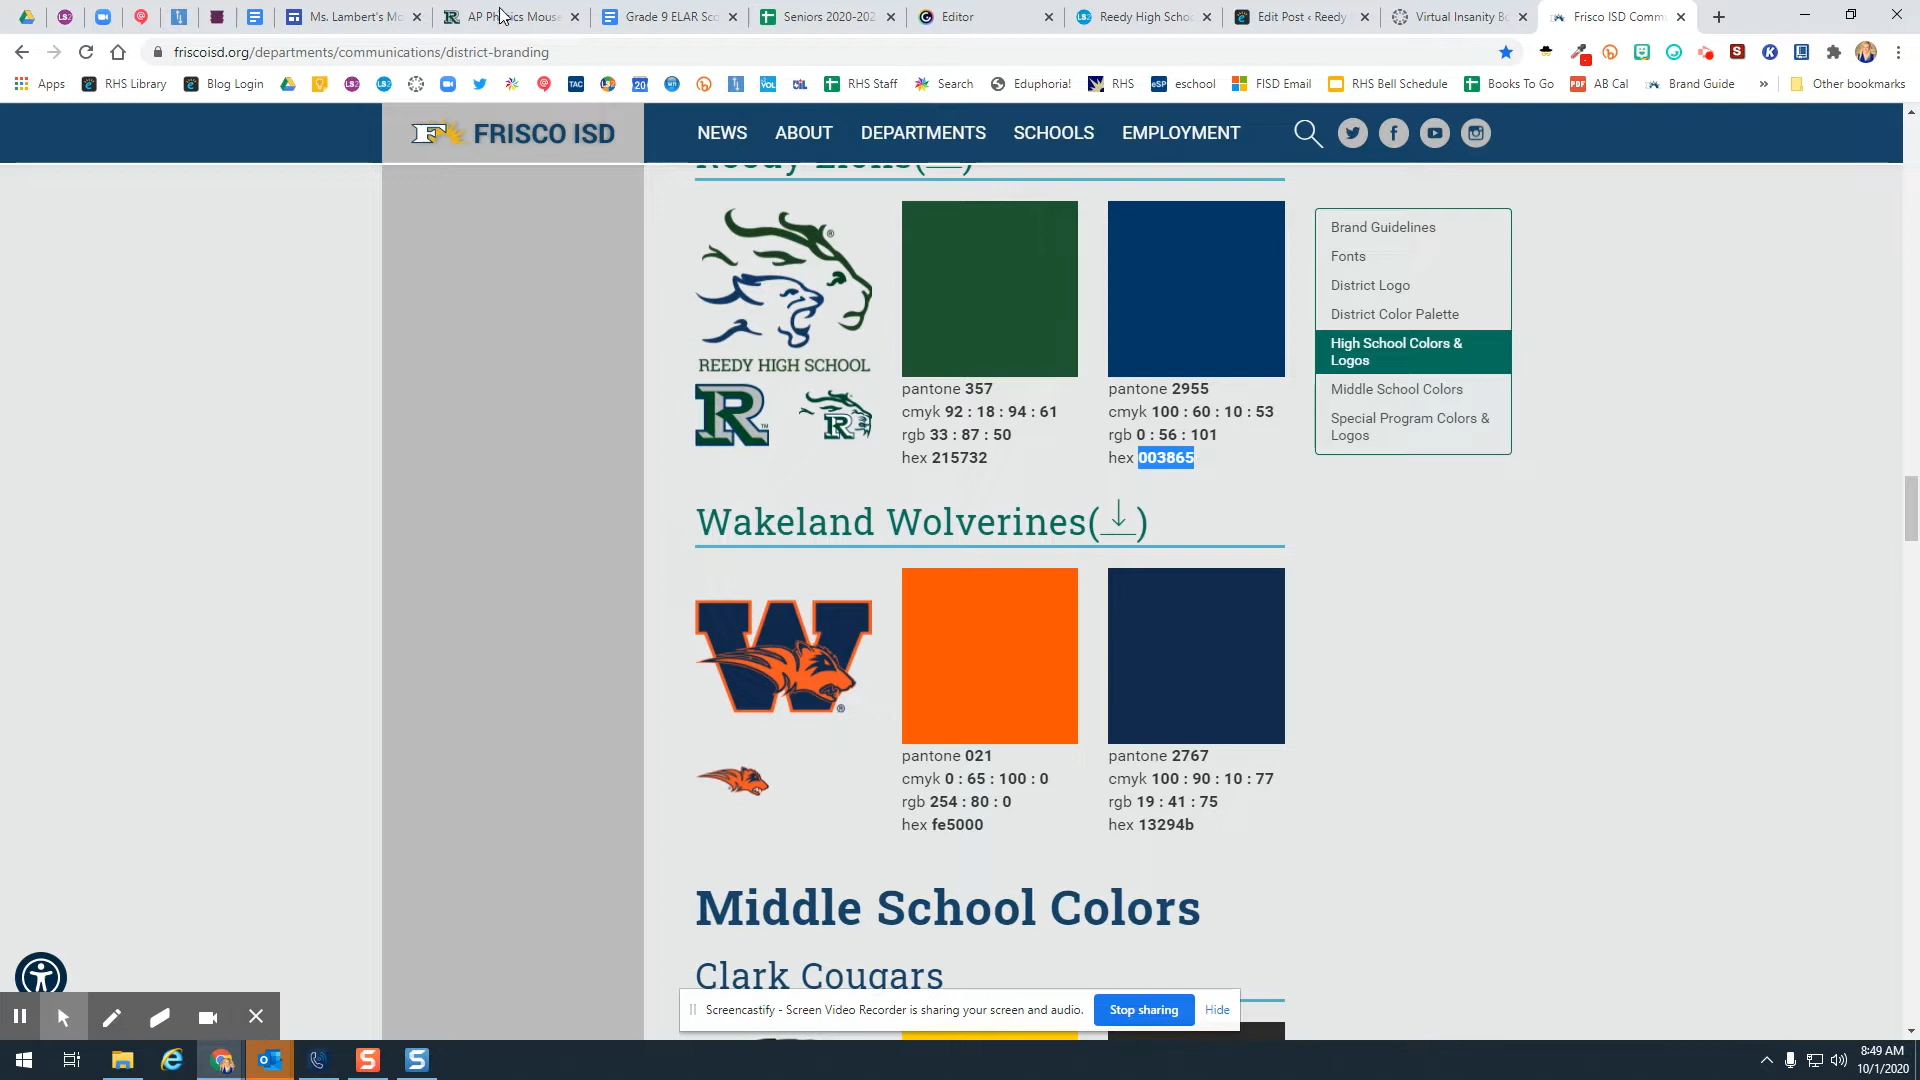 Ms. Lambert's Mo
AP Physics Mouse
Grade 9 ELAR Sco
Seniors 2020-202
Editor
Reedy High Schoo
Edit Post ‹ Reedy
Virtual Insanity Bo
Frisco ISD Comm
friscoisd.org/departments/communications/district-branding
Apps
RHS Library
Blog Login
RHS Staff
Search
Eduphoria!
RHS
eschool
FISD Email
RHS Bell Schedule
Books To Go
AB Cal
Brand Guide
»
Other bookmarks
F FRISCO ISD
NEWS
ABOUT
DEPARTMENTS
SCHOOLS
EMPLOYMENT
Reedy Lions(↓)
REEDY HIGH SCHOOL
R
R
pantone 357
cmyk 92 : 18 : 94 : 61
rgb 33 : 87 : 50
hex 215732
pantone 2955
cmyk 100 : 60 : 10 : 53
rgb 0 : 56 : 101
hex 003865
Brand Guidelines
Fonts
District Logo
District Color Palette
High School Colors &
Logos
Middle School Colors
Special Program Colors &
Logos
Wakeland Wolverines(↓)
W
pantone 021
cmyk 0 : 65 : 100 : 0
rgb 254 : 80 : 0
hex fe5000
pantone 2767
cmyk 100 : 90 : 10 : 77
rgb 19 : 41 : 75
hex 13294b
Middle School Colors
Clark Cougars
Screencastify - Screen Video Recorder is sharing your screen and audio.
Stop sharing
Hide
8:49 AM
10/1/2020